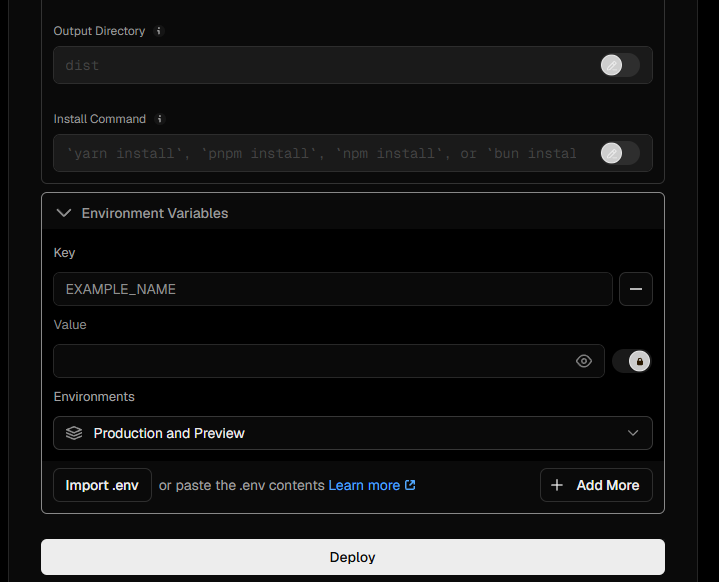 Output Directory
dist
Install Command
`yarn install`, `pnpm install`, `npm install`, or `bun instal
Environment Variables
Key
EXAMPLE_NAME
Value
Environments
Production and Preview
Import .env or paste the .env contents Learn more
Add More
Deploy